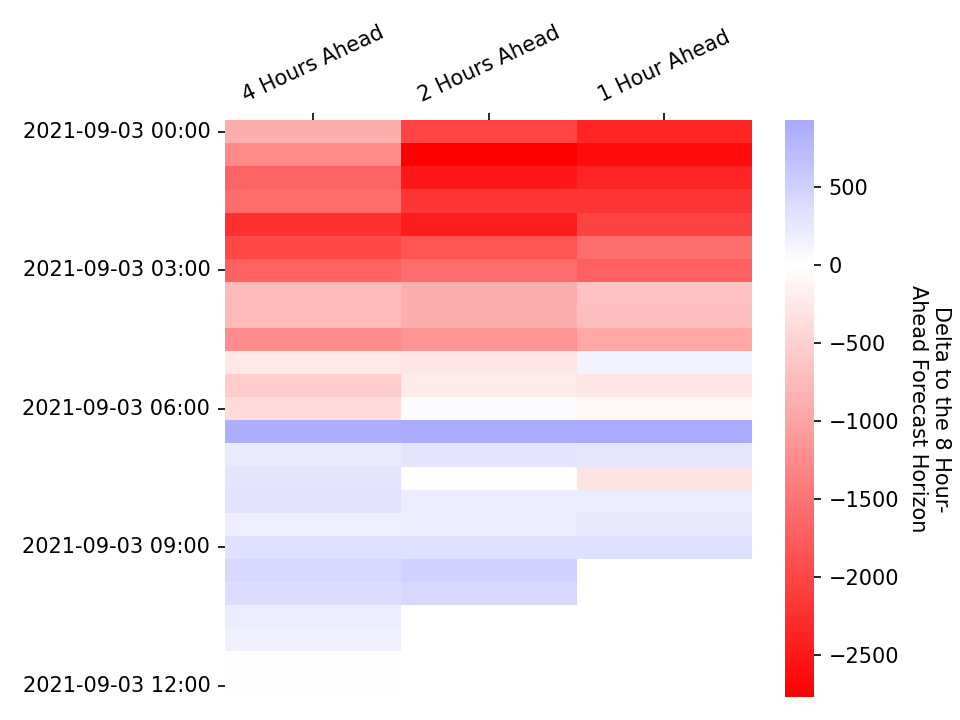 4 Hours Ahead
2 Hours Ahead
1 Hour Ahead
2021-09-03 00:00
2021-09-03 03:00
2021-09-03 06:00
2021-09-03 09:00
2021-09-03 12:00
500
0
−500
−1000
−1500
−2000
−2500
Delta to the 8 Hour-
Ahead Forecast Horizon